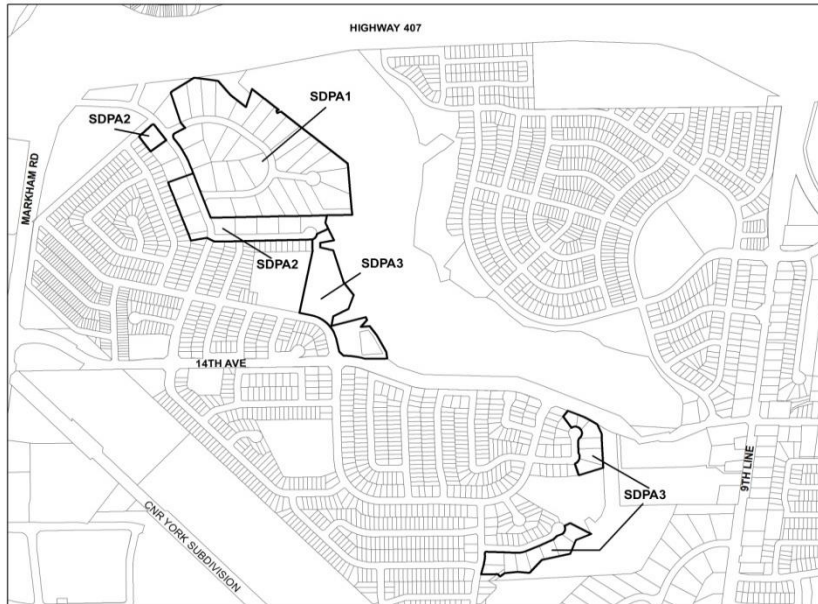 HIGHWAY 407
SDPA1
SDPA2
MARKHAM RD
SDPA2
SDPA3
14TH AVE
9TH LINE
SDPA3
CNR YORK SUBDIVISION